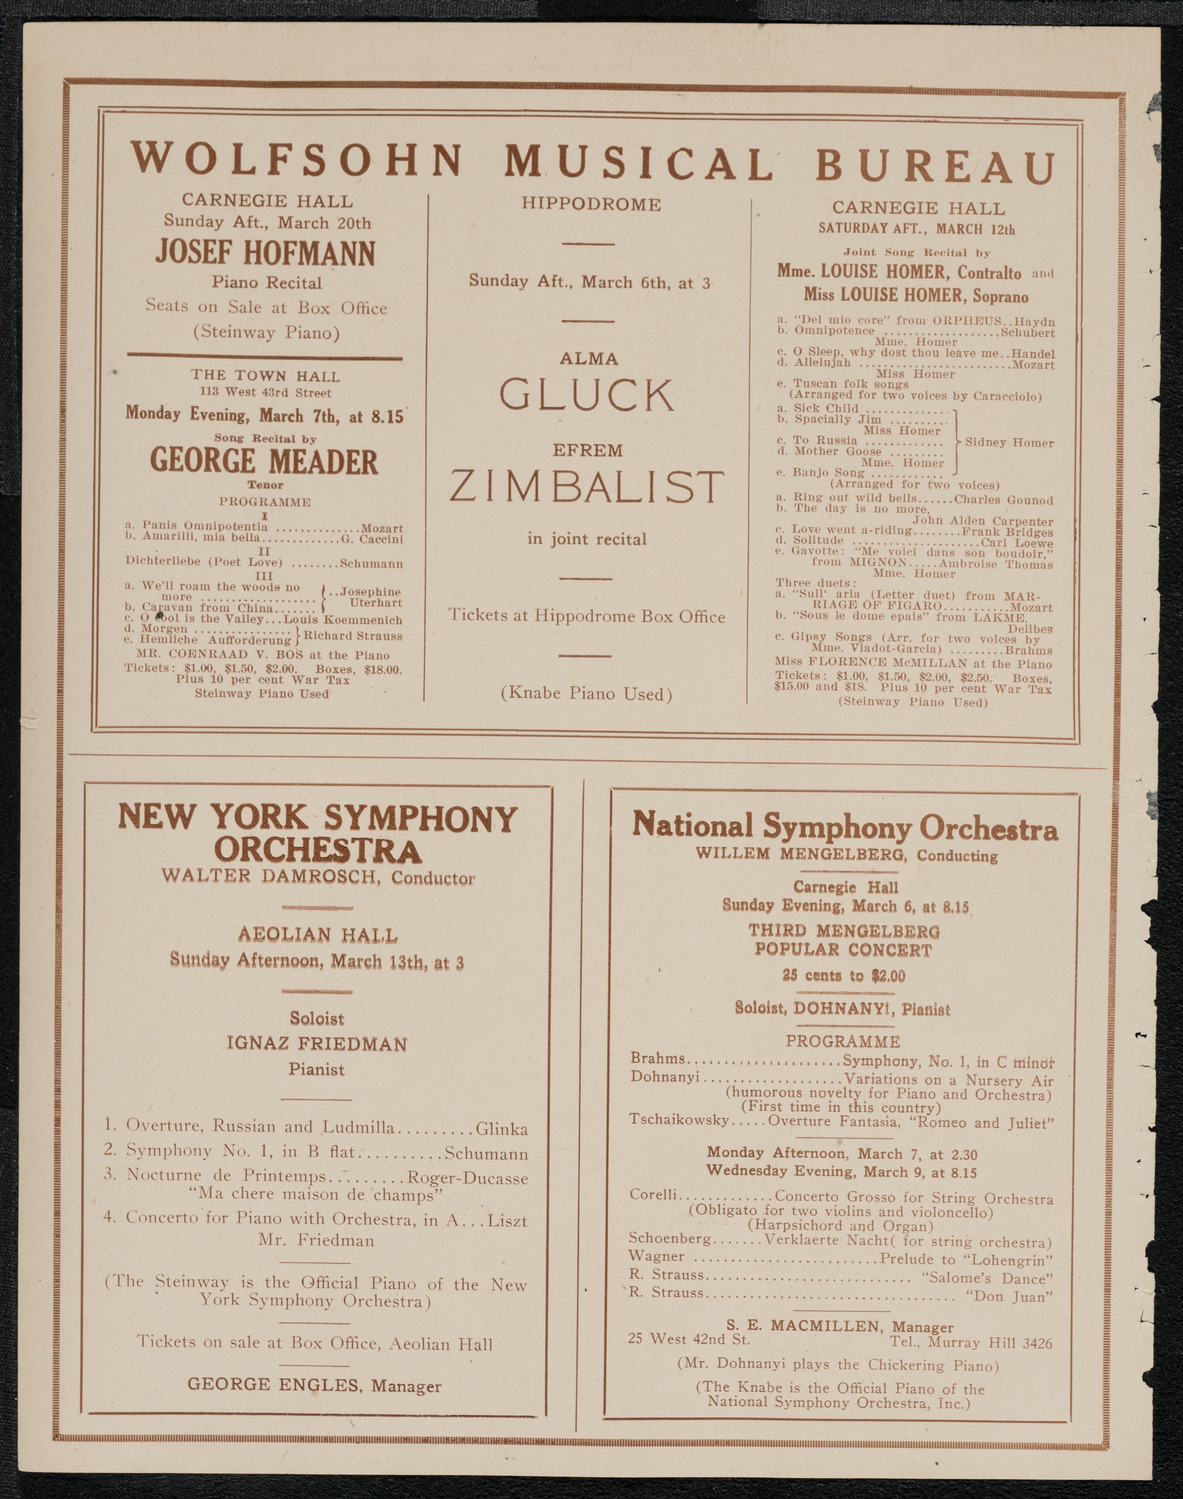 WOLFSOHN MUSICAL BUREAU
CARNEGIE HALL
Sunday Aft., March 20th
JOSEF HOFMANN
Piano Recital
Seats on Sale at Box Office
(Steinway Piano)
THE TOWN HALL
113 West 43rd Street
Monday Evening, March 7th, at 8.15
Song Recital by
GEORGE MEADER
Tenor
PROGRAMME
I
a. Panis Omnipotentia .............Mozart
b. Amarilli, mia bella............G. Caccini
II
Dichterliebe (Poet Love) ........Schumann
III
a. We'll roam the woods no
more ..................
b. Caravan from China.......
..Josephine
Uterhart
c. O Cool is the Valley...Louis Koemmenich
d. Morgen ...............
e. Hemliche Aufforderung
Richard Strauss
MR. COENRAAD V. BOS at the Piano
Tickets: $1.00, $1.50, $2.00. Boxes, $18.00.
Plus 10 per cent War Tax
Steinway Piano Used
HIPPODROME
Sunday Aft., March 6th, at 3
ALMA
GLUCK
EFREM
ZIMBALIST
in joint recital
Tickets at Hippodrome Box Office
(Knabe Piano Used)
CARNEGIE HALL
SATURDAY AFT., MARCH 12th
Joint Song Recital by
Mme. LOUISE HOMER, Contralto and
Miss LOUISE HOMER, Soprano
a. "Del mio core" from ORPHEUS..Haydn
b. Omnipotence ..................Schubert
Mme. Homer
c. O Sleep, why dost thou leave me..Handel
d. Allelujah .......................Mozart
Miss Homer
e. Tuscan folk songs
(Arranged for two voices by Caracciolo)
a. Sick Child .............
b. Spacially Jim ..........
Miss Homer
c. To Russia .............
d. Mother Goose .........
Mme. Homer
e. Banjo Song ...........
Sidney Homer
(Arranged for two voices)
a. Ring out wild bells......Charles Gounod
b. The day is no more,
John Alden Carpenter
c. Love went a-riding........Frank Bridges
d. Solitude ....................Carl Loewe
e. Gavotte: "Me voici dans son boudoir,"
from MIGNON.....Ambroise Thomas
Mme. Homer
Three duets:
a. "Sull' aria (Letter duet) from MAR-
RIAGE OF FIGARO..........Mozart
b. "Sous le dome epais" from LAKME,
Delibes
c. Gipsy Songs (Arr. for two voices by
Mme. Viadot-Garcia) .........Brahms
Miss FLORENCE McMILLAN at the Piano
Tickets: $1.00, $1.50, $2.00, $2.50. Boxes,
$15.00 and $18. Plus 10 per cent War Tax
(Steinway Piano Used)
NEW YORK SYMPHONY
ORCHESTRA
WALTER DAMROSCH, Conductor
AEOLIAN HALL
Sunday Afternoon, March 13th, at 3
Soloist
IGNAZ FRIEDMAN
Pianist
1. Overture, Russian and Ludmilla.........Glinka
2. Symphony No. 1, in B flat..........Schumann
3. Nocturne de Printemps.........Roger-Ducasse
"Ma chere maison de champs"
4. Concerto for Piano with Orchestra, in A...Liszt
Mr. Friedman
(The Steinway is the Official Piano of the New
York Symphony Orchestra)
Tickets on sale at Box Office, Aeolian Hall
GEORGE ENGLES, Manager
National Symphony Orchestra
WILLEM MENGELBERG, Conducting
Carnegie Hall
Sunday Evening, March 6, at 8.15
THIRD MENGELBERG
POPULAR CONCERT
25 cents to $2.00
Soloist, DOHNANYI, Pianist
PROGRAMME
Brahms....................Symphony, No. 1, in C minor
Dohnanyi..................Variations on a Nursery Air
(humorous novelty for Piano and Orchestra)
(First time in this country)
Tschaikowsky.....Overture Fantasia, "Romeo and Juliet"
Monday Afternoon, March 7, at 2.30
Wednesday Evening, March 9, at 8.15
Corelli............Concerto Grosso for String Orchestra
(Obligato for two violins and violoncello)
(Harpsichord and Organ)
Schoenberg.......Verklaerte Nacht( for string orchestra)
Wagner ........................Prelude to "Lohengrin"
R. Strauss........................... "Salome's Dance"
R. Strauss................................. "Don Juan"
S. E. MACMILLEN, Manager
25 West 42nd St. Tel., Murray Hill 3426
(Mr. Dohnanyi plays the Chickering Piano)
(The Knabe is the Official Piano of the
National Symphony Orchestra, Inc.)